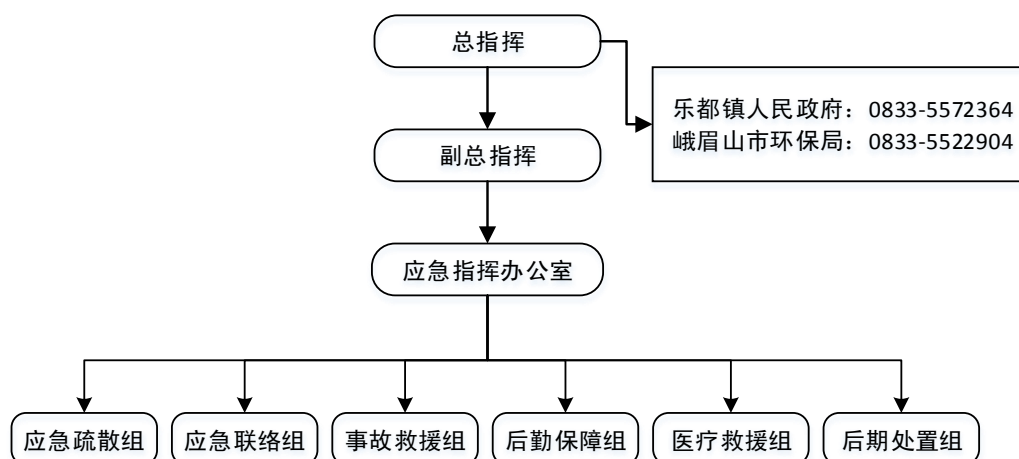 总指挥
乐都镇人民政府：0833-5572364
峨眉山市环保局：0833-5522904
副总指挥
应急指挥办公室
应急疏散组
应急联络组
事故救援组
后勤保障组
医疗救援组
后期处置组